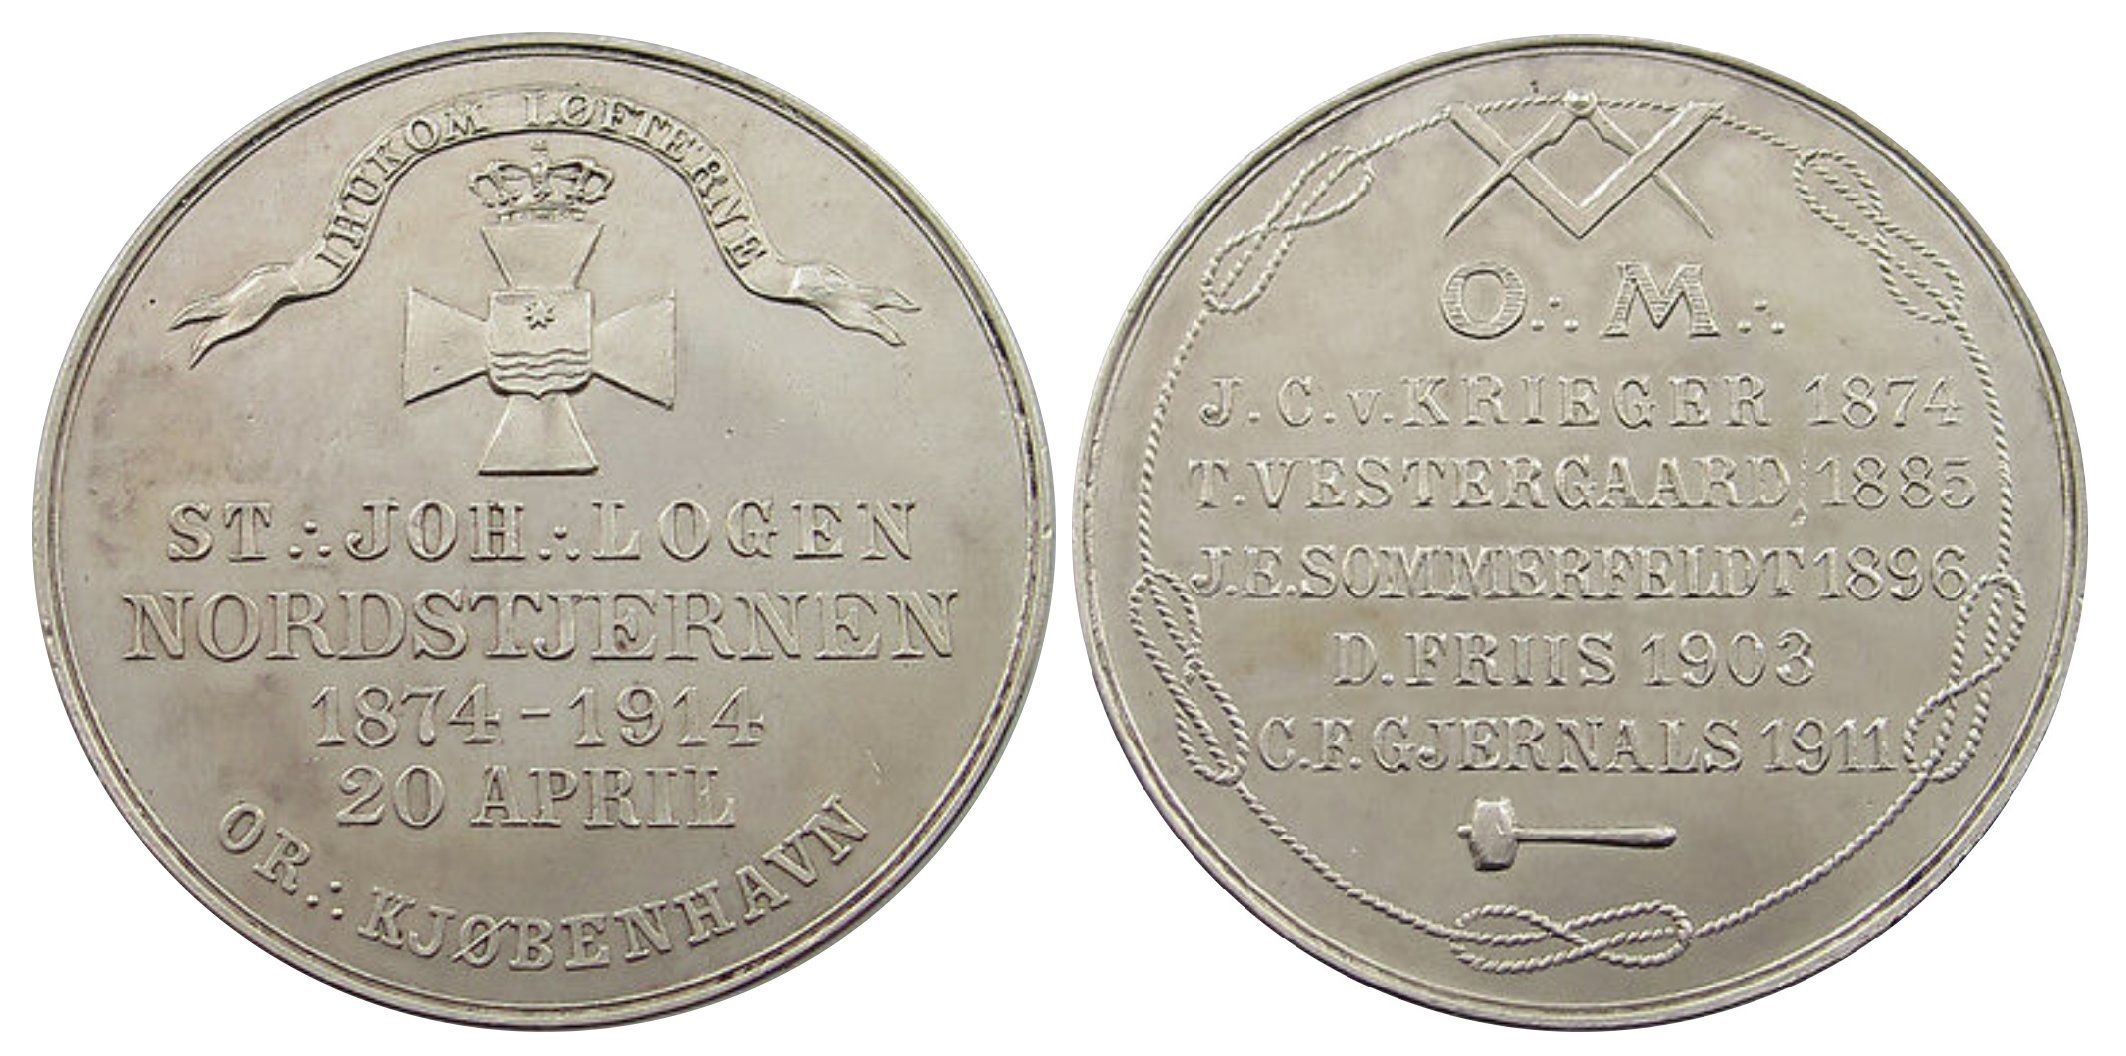 IHUKOM LØFTERNE
ST∴JOH∴LOGEN
NORDSTJERNEN
1874-1914
20 APRIL
OR∴KJØBENHAVN
O∴M∴
J.C.v.KRIEGER 1874
T.VESTERGAARD 1885
J.E.SOMMERFELDT 1896
D.FRIIS 1903
C.F.GJERNALS 1911